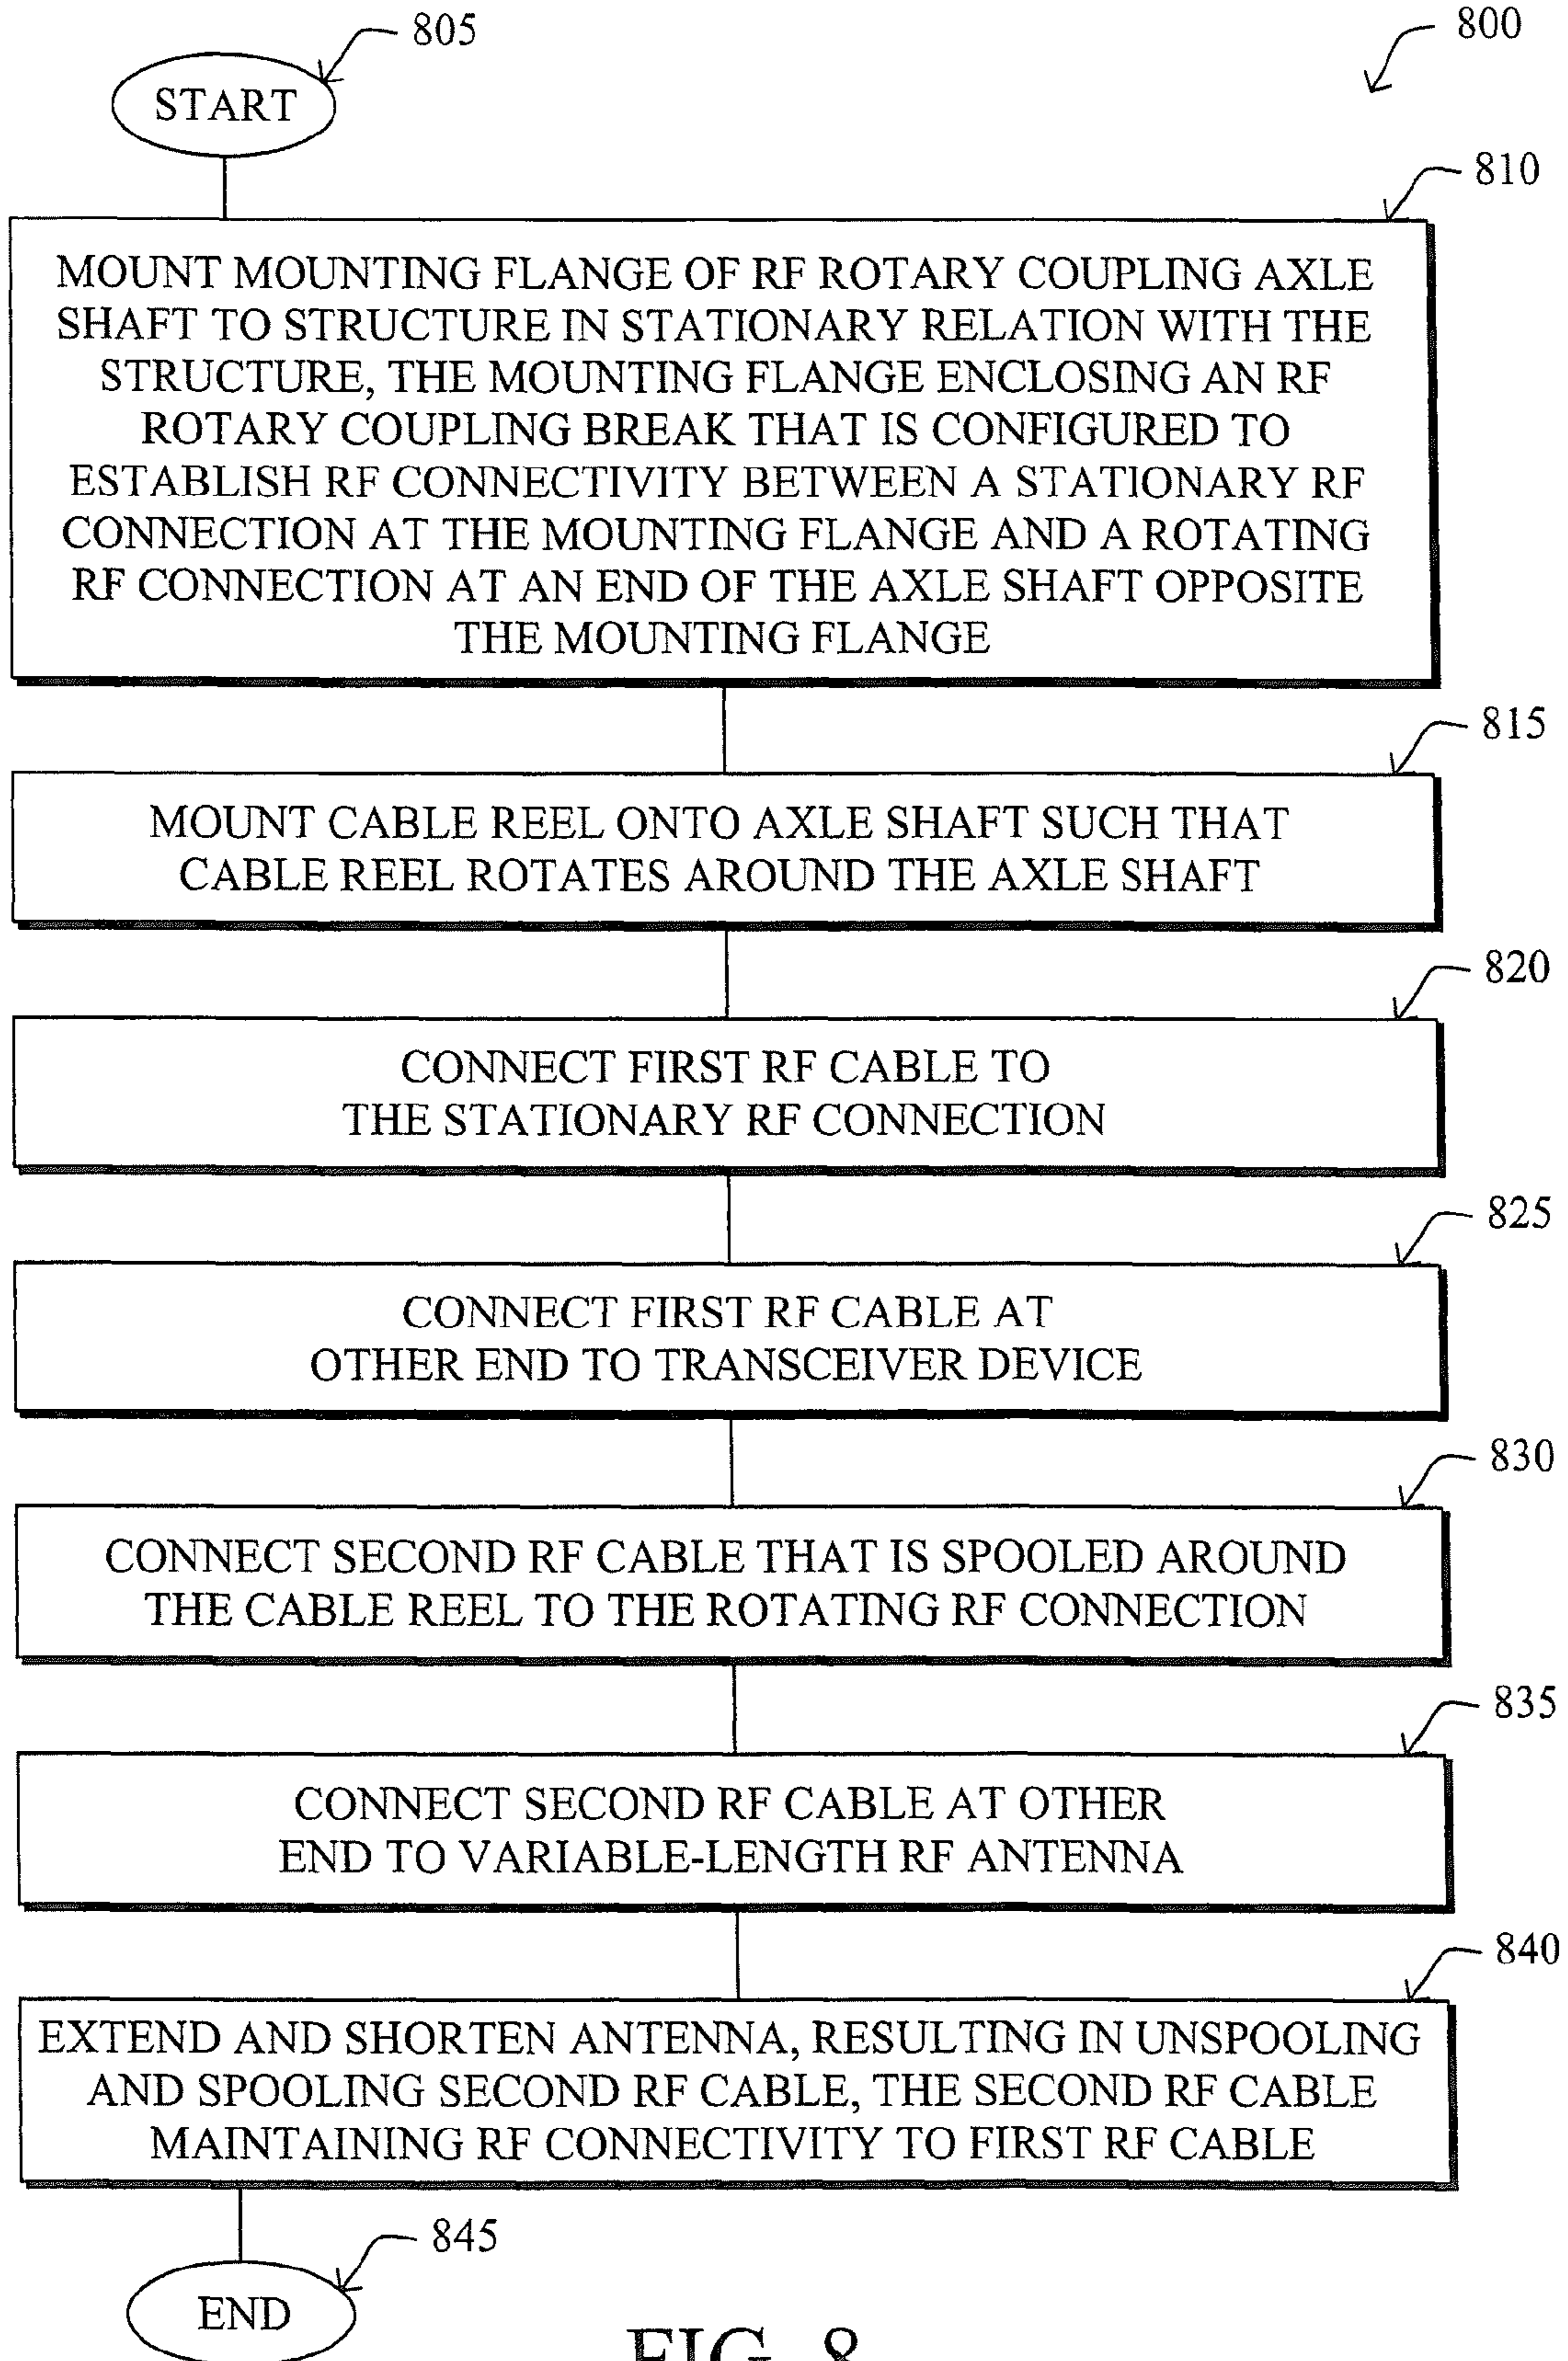 805
800
START
810
MOUNT MOUNTING FLANGE OF RF ROTARY COUPLING AXLE
SHAFT TO STRUCTURE IN STATIONARY RELATION WITH THE
STRUCTURE, THE MOUNTING FLANGE ENCLOSING AN RF
ROTARY COUPLING BREAK THAT IS CONFIGURED TO
ESTABLISH RF CONNECTIVITY BETWEEN A STATIONARY RF
CONNECTION AT THE MOUNTING FLANGE AND A ROTATING
RF CONNECTION AT AN END OF THE AXLE SHAFT OPPOSITE
THE MOUNTING FLANGE
815
MOUNT CABLE REEL ONTO AXLE SHAFT SUCH THAT
CABLE REEL ROTATES AROUND THE AXLE SHAFT
820
CONNECT FIRST RF CABLE TO
THE STATIONARY RF CONNECTION
825
CONNECT FIRST RF CABLE AT
OTHER END TO TRANSCEIVER DEVICE
830
CONNECT SECOND RF CABLE THAT IS SPOOLED AROUND
THE CABLE REEL TO THE ROTATING RF CONNECTION
835
CONNECT SECOND RF CABLE AT OTHER
END TO VARIABLE-LENGTH RF ANTENNA
840
EXTEND AND SHORTEN ANTENNA, RESULTING IN UNSPOOLING
AND SPOOLING SECOND RF CABLE, THE SECOND RF CABLE
MAINTAINING RF CONNECTIVITY TO FIRST RF CABLE
845
END
FIG. 8